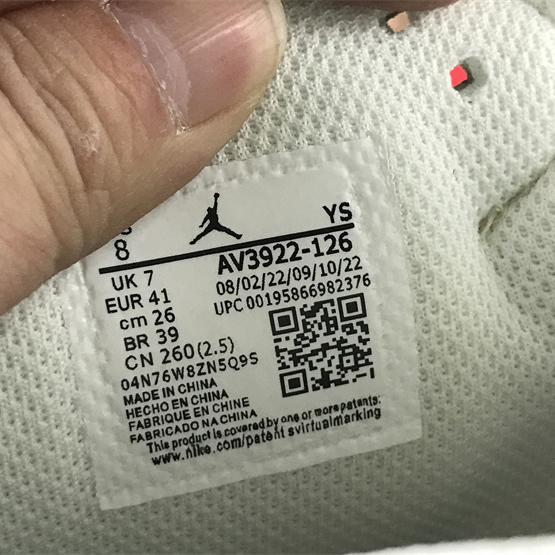 YS
8
AV3922-126
UK 7
08/02/22/09/10/22
EUR 41
UPC 00195866982376
cm 26
BR 39
CN 260(2.5)
04N76W8ZN5Q9S
MADE IN CHINA
HECHO EN CHINA
FABRIQUE EN CHINE
FABRICADO NA CHINA
This product is covered by one or more patents:
www.nike.com/patent svirtualmarking